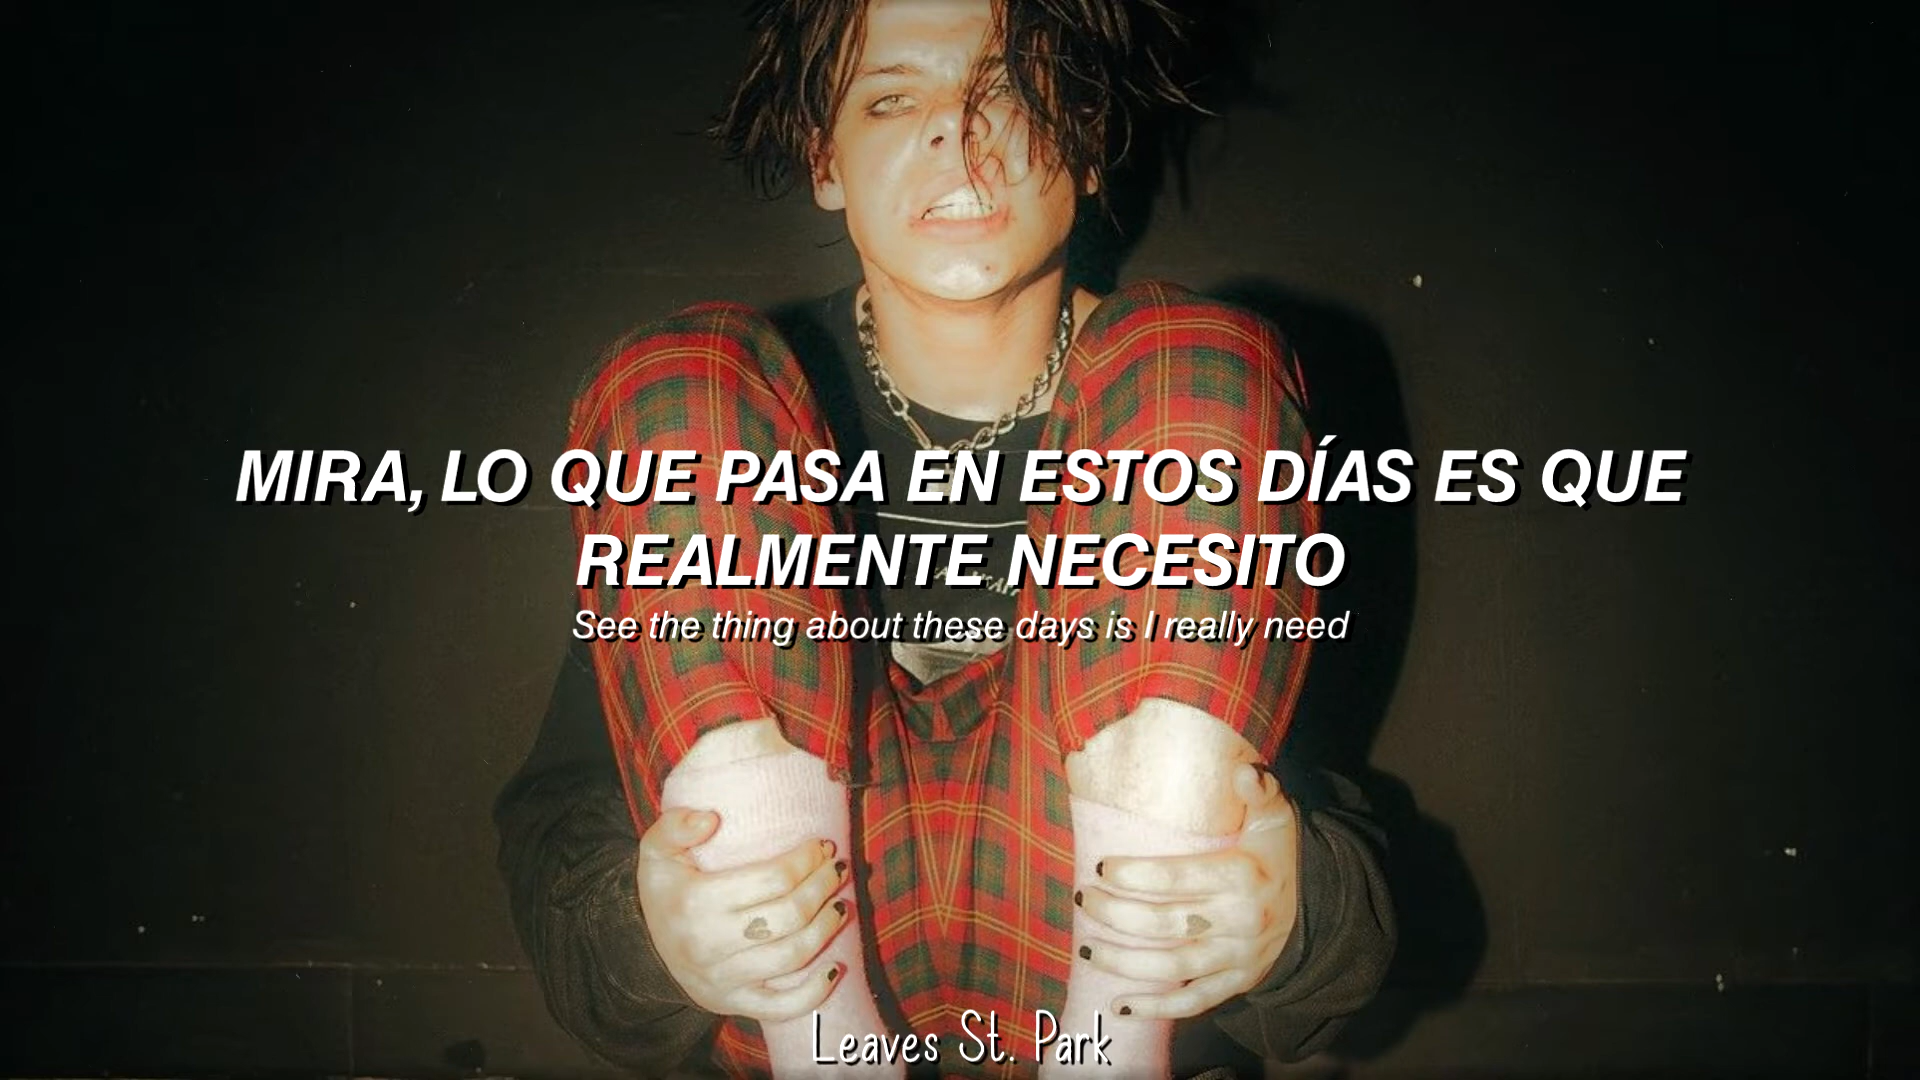 MIRA, LO QUE PASA EN ESTOS DÍAS ES QUE
REALMENTE NECESITO
See the thing about these days is I really need
Leaves St. Park